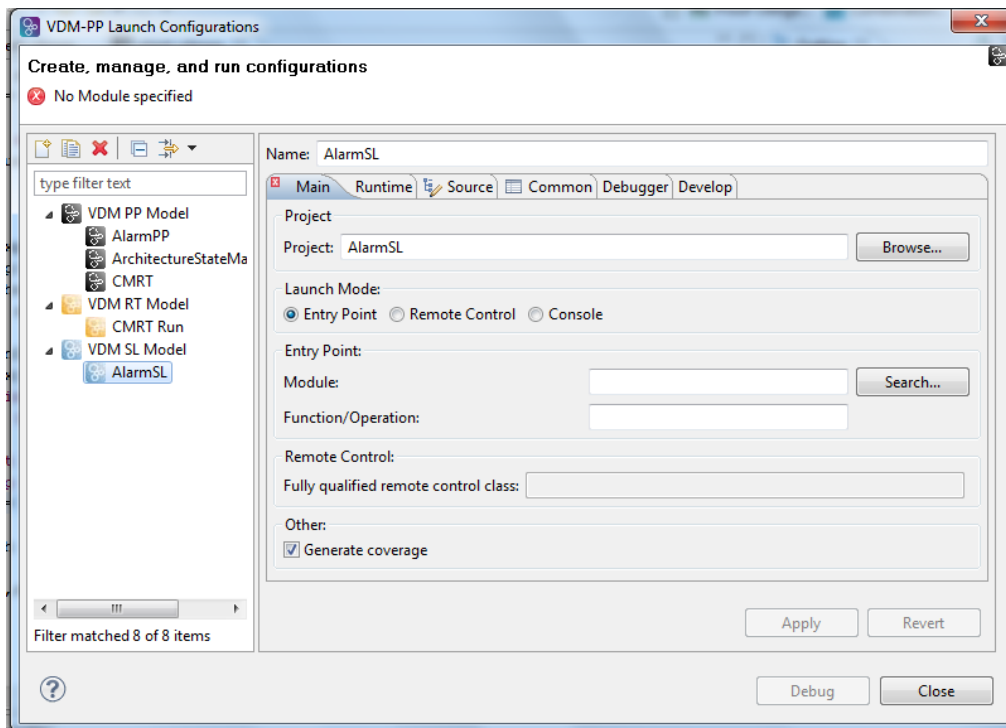 VDM-PP Launch Configurations
Create, manage, and run configurations
No Module specified
Name: AlarmSL
type filter text
Main Runtime Source Common Debugger Develop
VDM PP Model
AlarmPP
ArchitectureStateMa
CMRT
VDM RT Model
CMRT Run
VDM SL Model
AlarmSL
Project
Project: AlarmSL Browse...
Launch Mode:
Entry Point Remote Control Console
Entry Point:
Module: Search...
Function/Operation:
Remote Control:
Fully qualified remote control class:
Other:
Generate coverage
Filter matched 8 of 8 items
Apply Revert
Debug Close